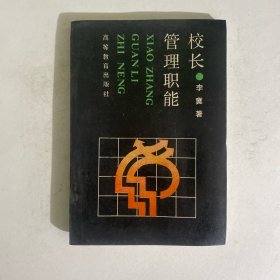 校长
管理职能
李冀 著
XIAO ZHANG
GUAN LI
ZHI NENG
高等教育出版社